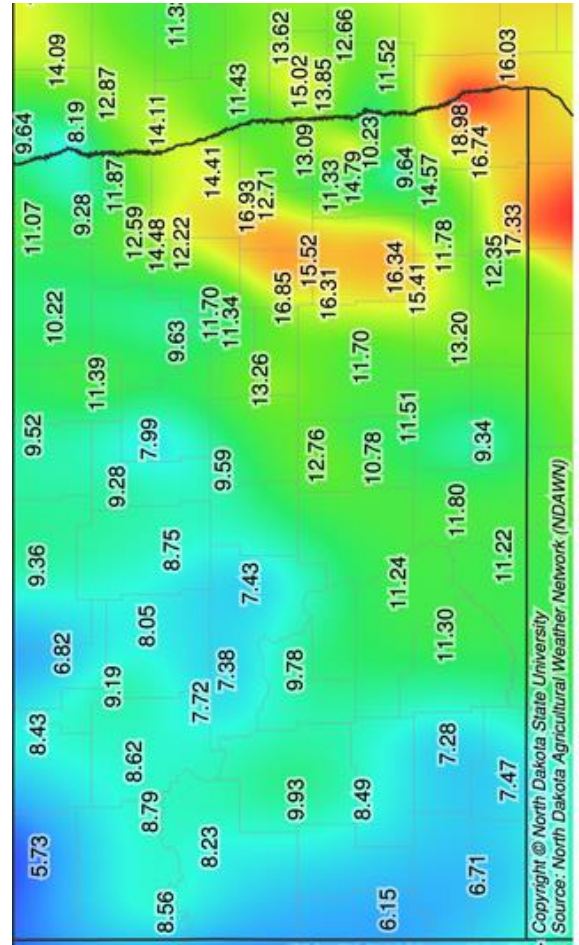 5.73 8.43 9.36 9.52 11.07 9.64
6.82 10.22 14.09
9.28 8.19
11.39 12.87
9.19 9.28 11.87
8.62 12.59
8.79 8.05 7.99 14.48 14.11
8.56 8.75 9.63 12.22
8.23 7.72 11.70 14.41
7.38 9.59 11.34 11.43
7.43 13.26 16.93
12.71
16.85 13.62
9.93 9.78 15.52 13.09 15.02
12.76 16.31 11.33 13.85
14.79 12.66
8.49 11.70 10.23
6.15 10.78 16.34 11.52
11.24 11.51 15.41 9.64
14.57
7.28 11.30 11.80 13.20 11.78 18.98
6.71 9.34 12.35 16.74
7.47 11.22 17.33 16.03
Copyright © North Dakota State University
Source: North Dakota Agricultural Weather Network (NDAWN)